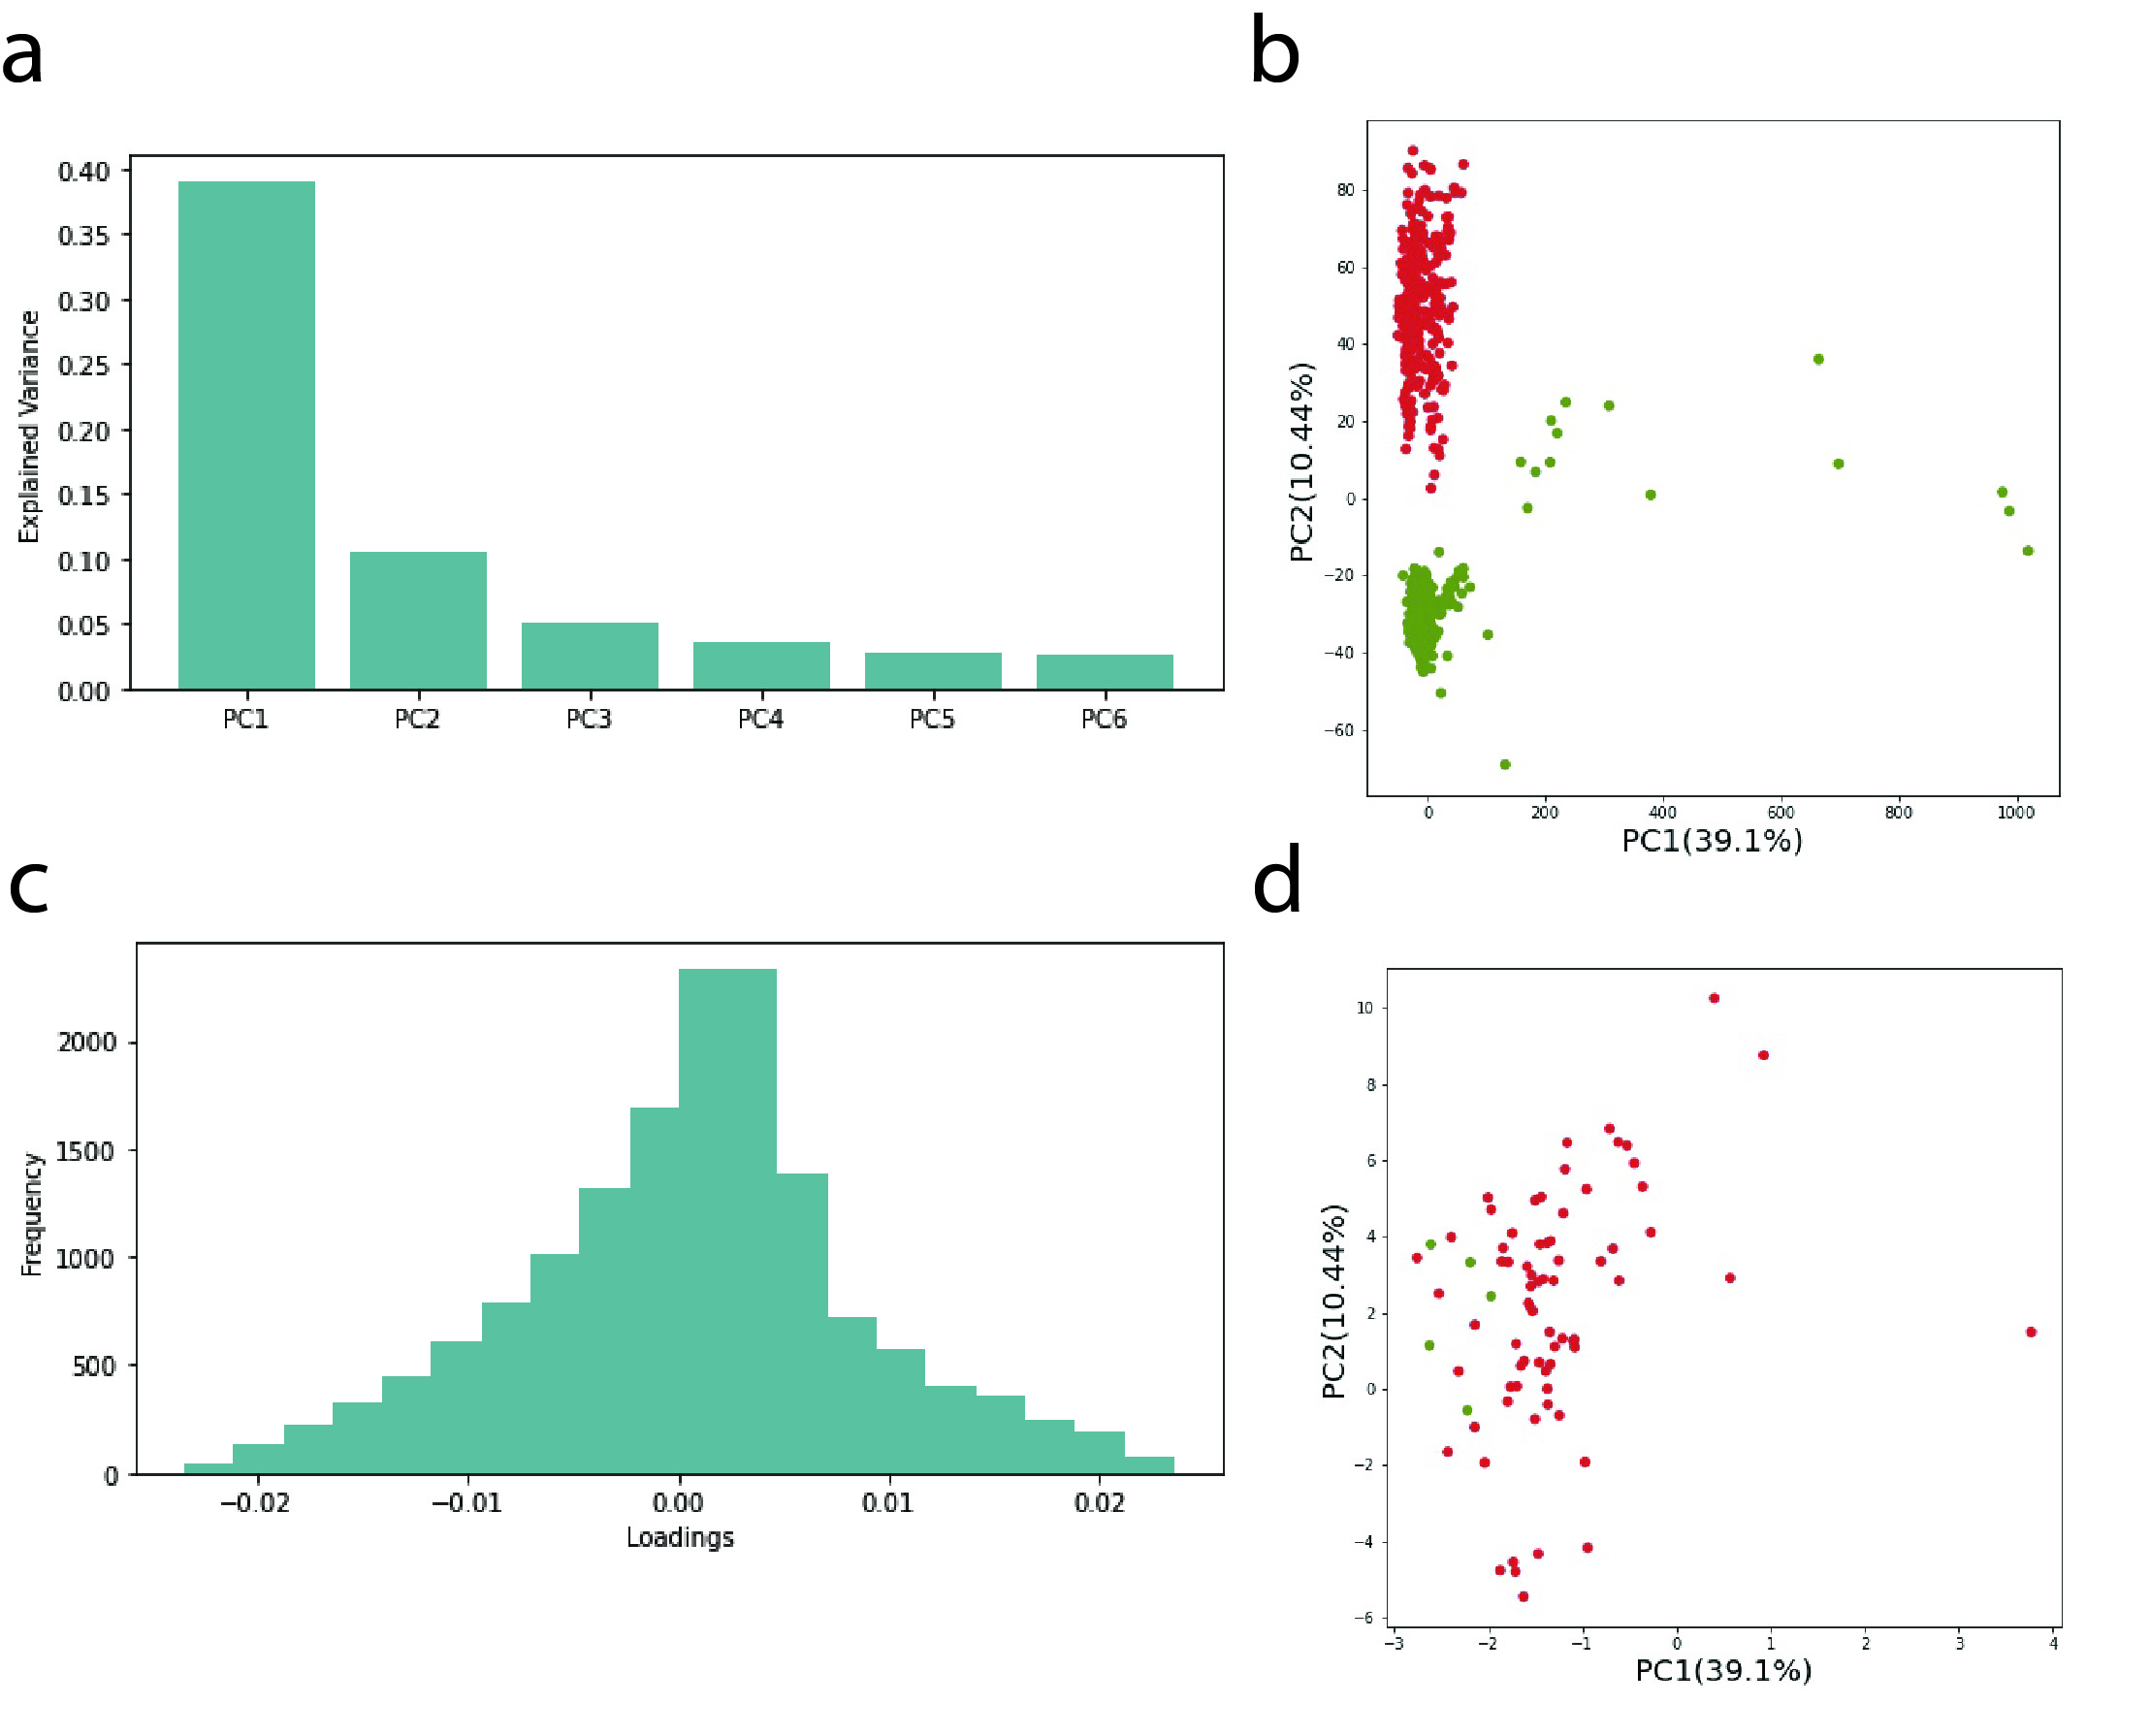 a
0.40
0.35
0.30
0.25
0.20
0.15
0.10
0.05
0.00
Explained Variance
PC1 PC2 PC3 PC4 PC5 PC6
b
80
60
40
20
0
−20
−40
−60
PC2(10.44%)
0 200 400 600 800 1000
PC1(39.1%)
c
2000
1500
1000
500
0
Frequency
−0.02 −0.01 0.00 0.01 0.02
Loadings
d
10
8
6
4
2
0
−2
−4
−6
PC2(10.44%)
−3 −2 −1 0 1 2 3 4
PC1(39.1%)